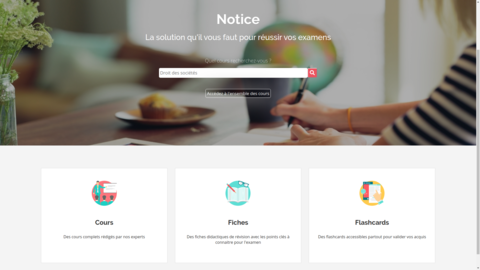 Notice
La solution qu'il vous faut pour réussir vos examens
Que recherchez-vous ?
Droit des sociétés
Accédez à l'ensemble des cours
Cours
Des cours complets rédigés par nos experts
Fiches
Des fiches didactiques de révision avec les points clés à
connaitre pour l'examen
Flashcards
Des flashcards accessibles partout pour valider vos acquis